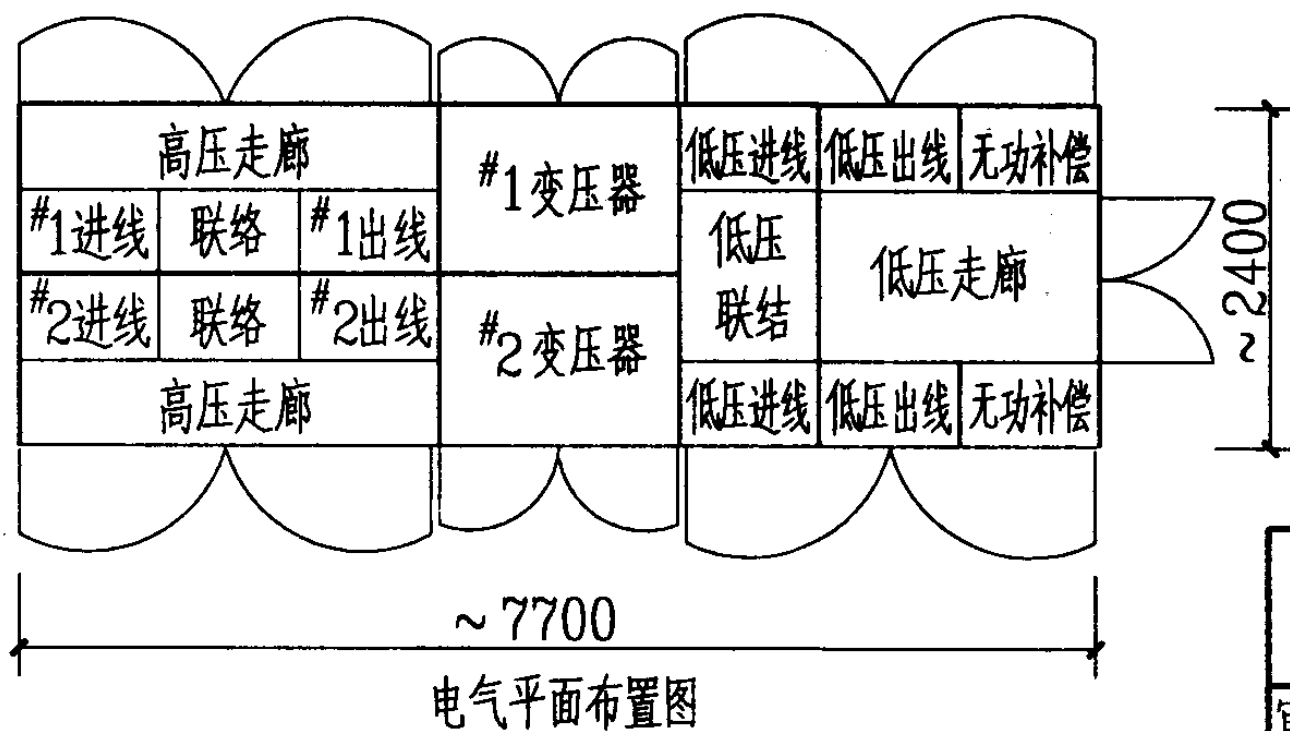 高压走廊
#1进线 联络 #1出线
#2进线 联络 #2出线
高压走廊
#1变压器
#2变压器
低压进线 低压出线 无功补偿
低压
联结
低压走廊
低压进线 低压出线 无功补偿
~2400
~7700
电气平面布置图